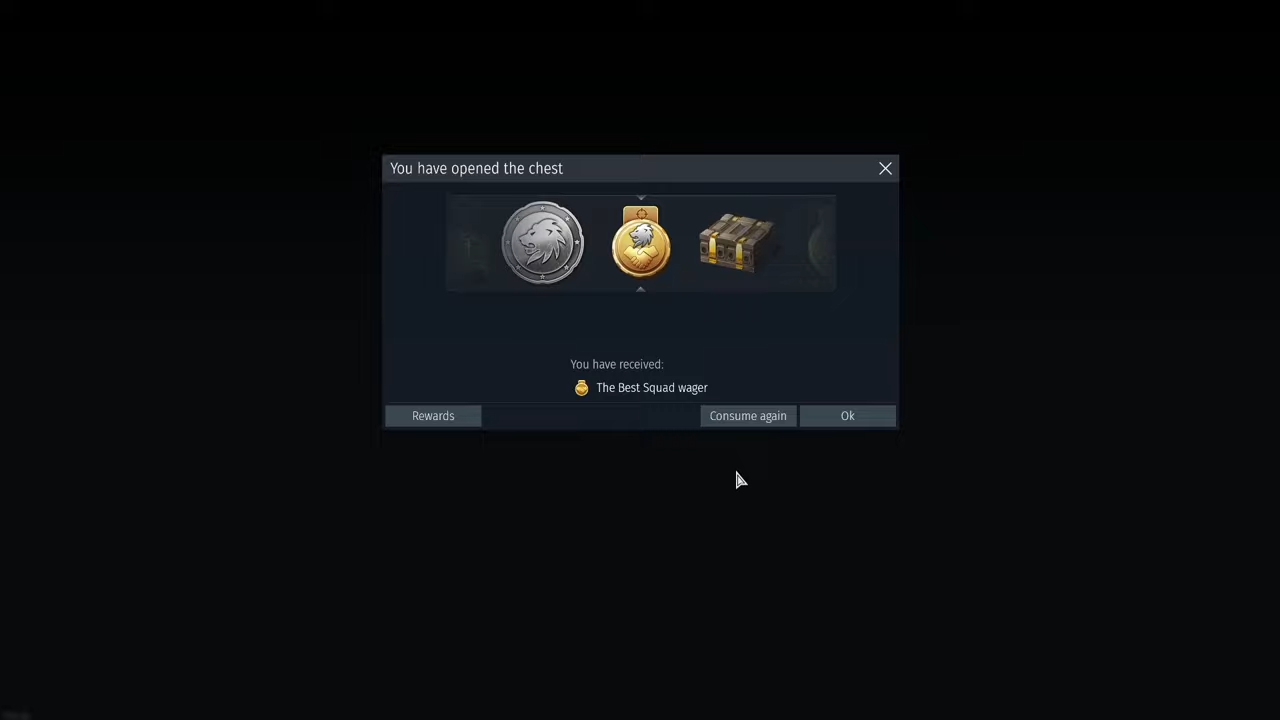 You have opened the chest
You have received:
The Best Squad wager
Rewards
Consume again
Ok